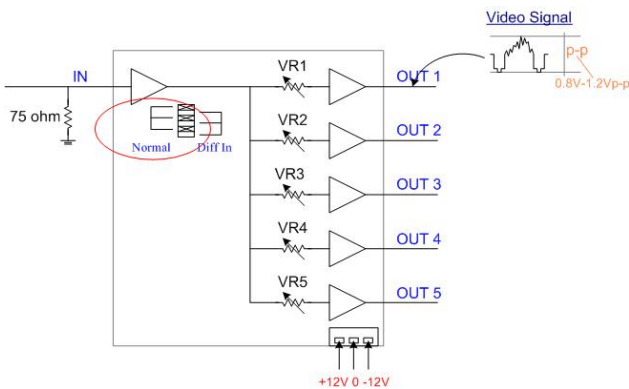 Video Signal
p-p
0.8V-1.2Vp-p
IN
75 ohm
Normal
Diff In
VR1
OUT 1
VR2
OUT 2
VR3
OUT 3
VR4
OUT 4
VR5
OUT 5
+12V 0 -12V